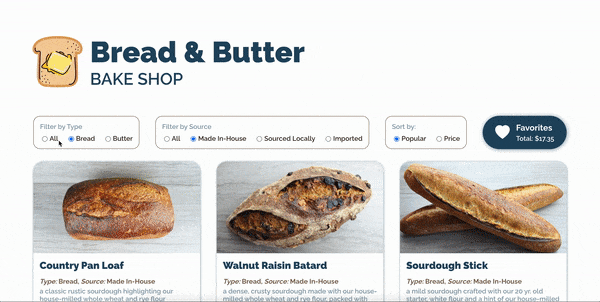 Bread & Butter
BAKE SHOP
Filter by Type
All Bread Butter
Filter by Source
All Made In-House Sourced Locally Imported
Sort by:
Popular Price
Favorites
Total: $17.35
Country Pan Loaf
Type: Bread, Source: Made In-House
a classic rustic sourdough highlighting our
house-milled whole wheat and rye flour
Walnut Raisin Batard
Type: Bread, Source: Made In-House
a dense, crusty sourdough made with our house-
milled whole wheat and rye flour, packed with
Sourdough Stick
Type: Bread, Source: Made In-House
a mild sourdough crafted with our 20 yr. old
starter, white flour and a hint of our house-milled